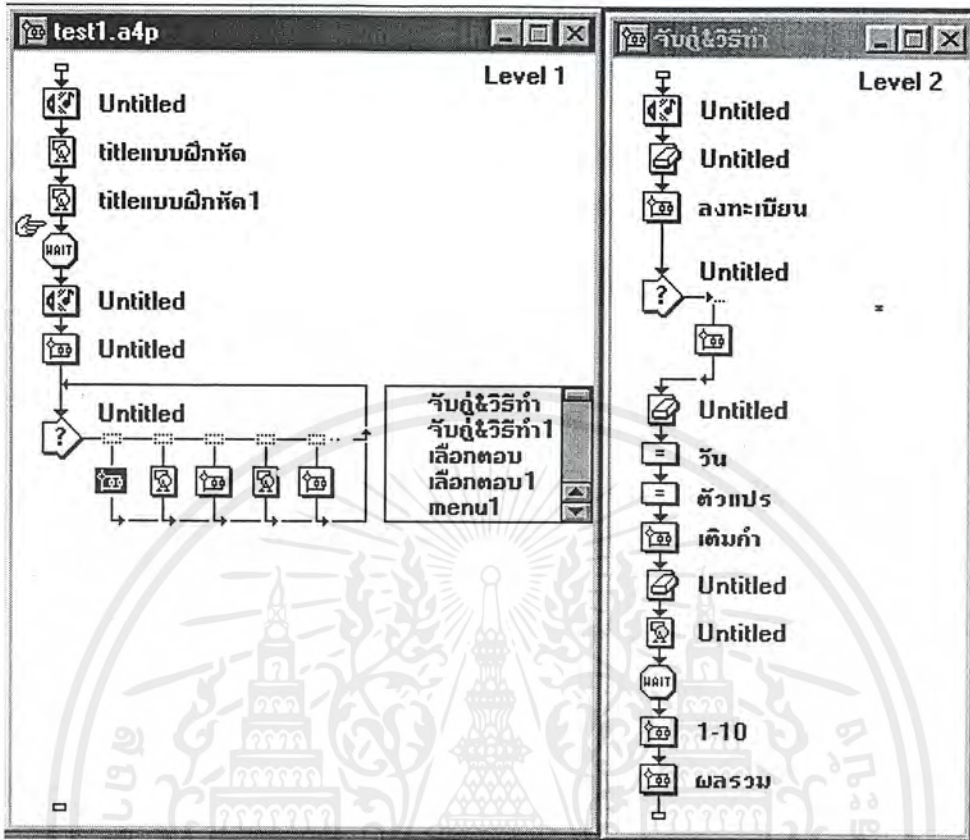 test1.a4p
Level 1
Untitled
titleแบบฝึกหัด
titleแบบฝึกหัด1
WAIT
Untitled
Untitled
Untitled
?
จับคู่&วิธีทำ
จับคู่&วิธีทำ1
เลือกตอบ
เลือกตอบ1
menu1
จับคู่&วิธีทำ
Level 2
Untitled
Untitled
ลงทะเบียน
Untitled
?
=
Untitled
= วัน
= ตัวแปร
เติมคำ
Untitled
Untitled
WAIT
1-10
ผลรวม